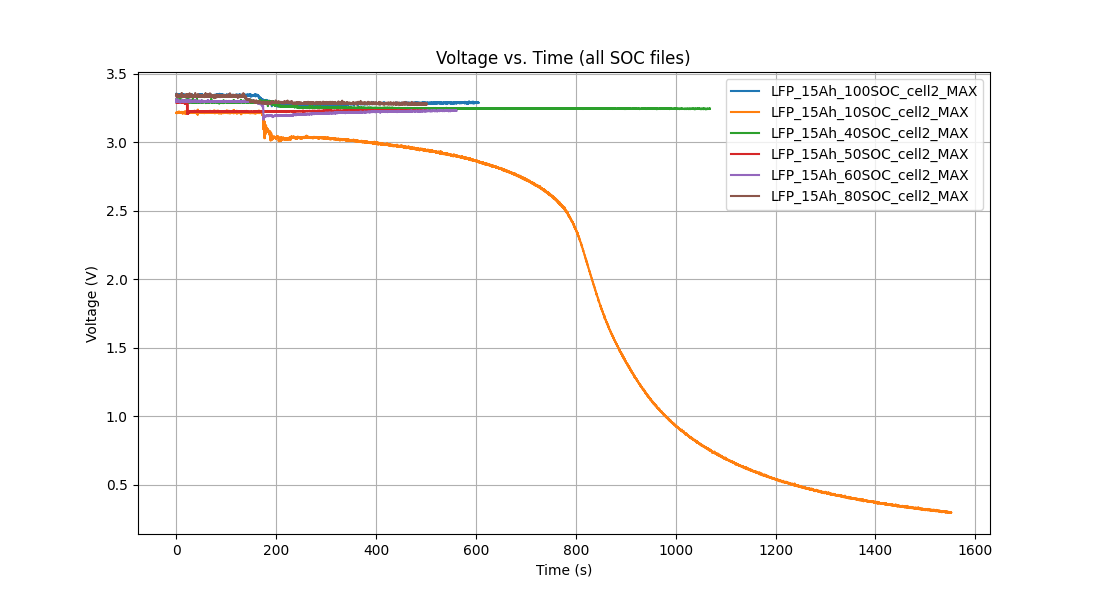 Voltage vs. Time (all SOC files)
3.5
3.0
2.5
2.0
1.5
1.0
0.5
Voltage (V)
LFP_15Ah_100SOC_cell2_MAX
LFP_15Ah_10SOC_cell2_MAX
LFP_15Ah_40SOC_cell2_MAX
LFP_15Ah_50SOC_cell2_MAX
LFP_15Ah_60SOC_cell2_MAX
LFP_15Ah_80SOC_cell2_MAX
0 200 400 600 800 1000 1200 1400 1600
Time (s)